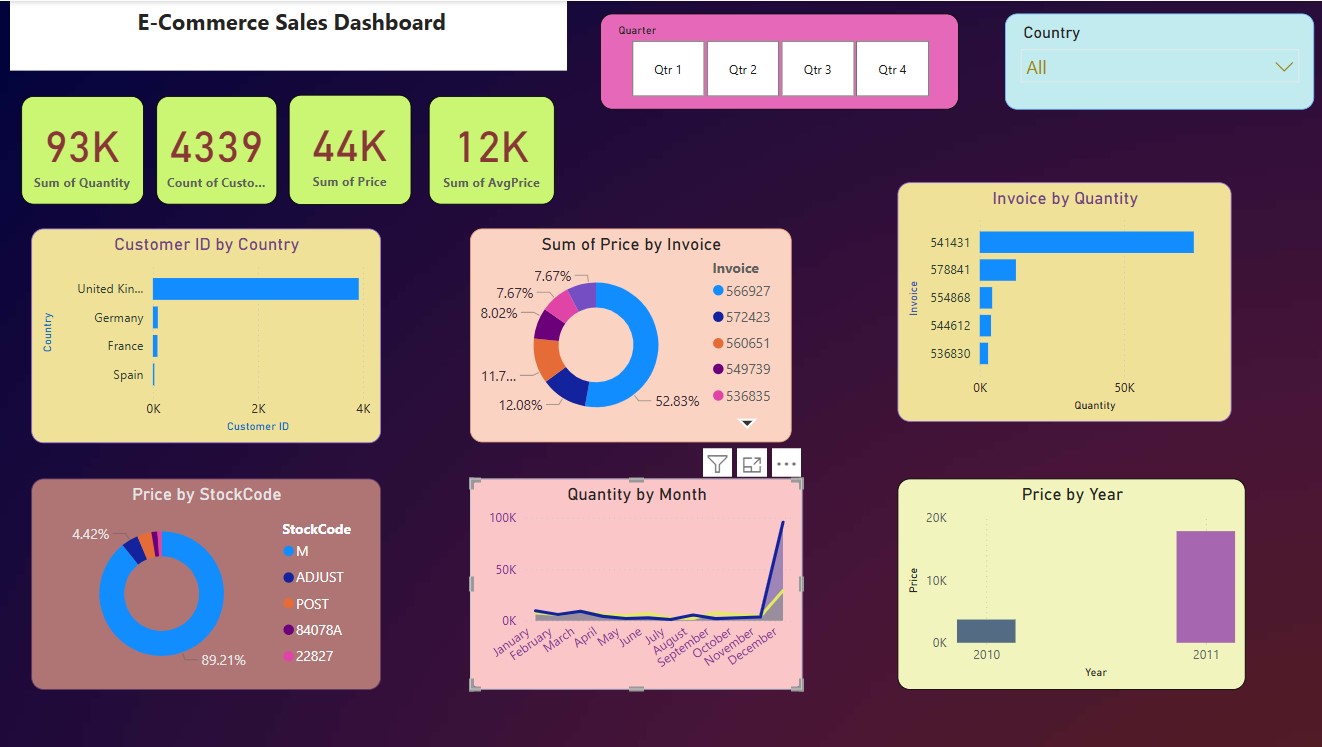 E-Commerce Sales Dashboard
Quarter
Qtr 1
Qtr 2
Qtr 3
Qtr 4
Country
All
93K
Sum of Quantity
4339
Count of Custo...
44K
Sum of Price
12K
Sum of AvgPrice
Customer ID by Country
Country
United Kin...
Germany
France
Spain
0K
2K
4K
Customer ID
Sum of Price by Invoice
7.67%
7.67%
8.02%
11.7...
12.08%
52.83%
Invoice
566927
572423
560651
549739
536835
Invoice by Quantity
Invoice
541431
578841
554868
544612
536830
0K
50K
Quantity
Price by StockCode
4.42%
89.21%
StockCode
M
ADJUST
POST
84078A
22827
Quantity by Month
100K
50K
0K
January
February
March
April
May
June
July
August
September
October
November
December
Price by Year
Price
20K
10K
0K
2010
2011
Year